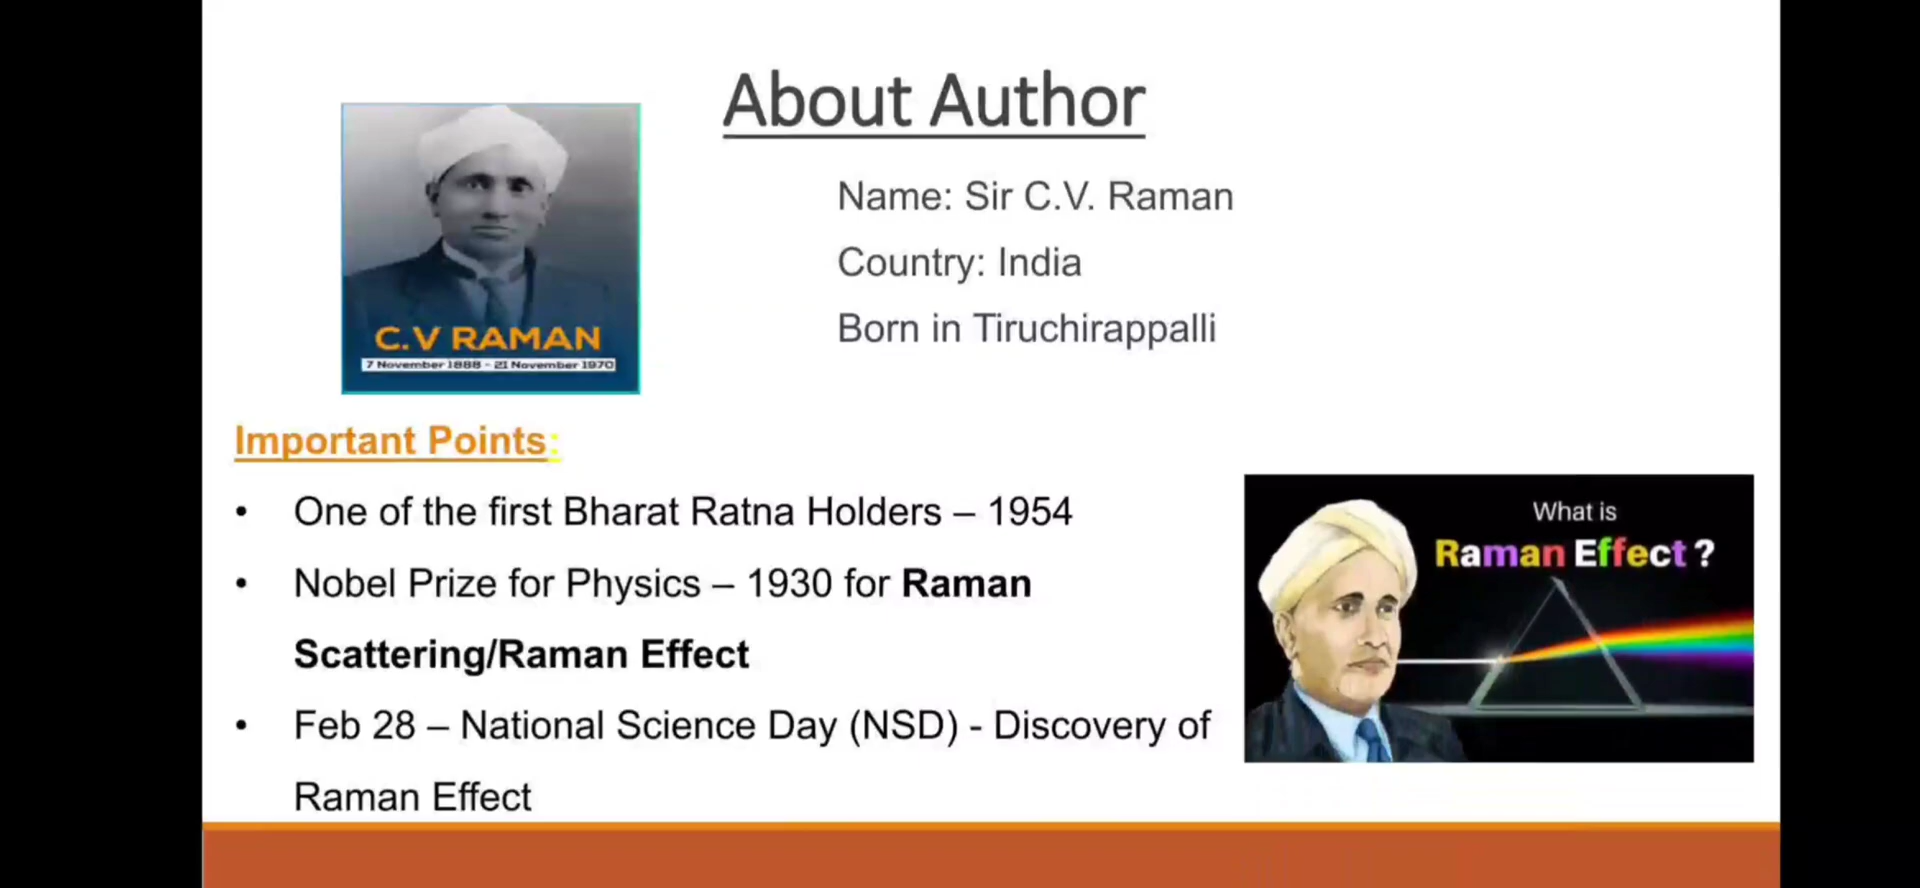 About Author
Name: Sir C.V. Raman
Country: India
Born in Tiruchirappalli
C.V RAMAN
7 November 1888 - 21 November 1970
Important Points:
• One of the first Bharat Ratna Holders – 1954
• Nobel Prize for Physics – 1930 for Raman
Scattering/Raman Effect
• Feb 28 – National Science Day (NSD) - Discovery of
Raman Effect
What is
Raman Effect ?